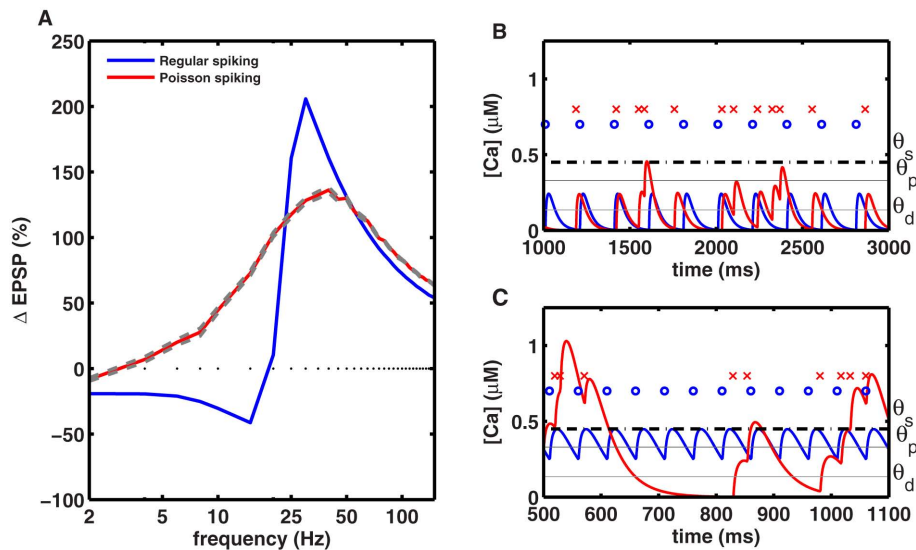 A
250
200
150
100
50
0
−50
−100
Δ EPSP (%)
Regular spiking
Poisson spiking
2 5 10 25 50 100
frequency (Hz)
B
1
0.5
0
[Ca] (μM)
θs
θp
θd
1000 1500 2000 2500 3000
time (ms)
C
1
0.5
0
[Ca] (μM)
θs
θp
θd
500 600 700 800 900 1000 1100
time (ms)